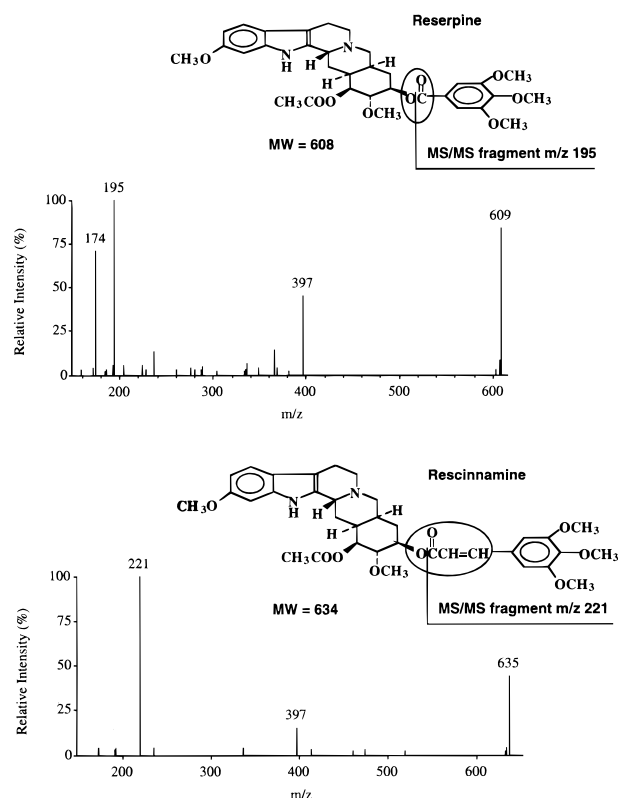 Reserpine
CH₃O
N
N
H
H
H
H
CH₃COO
OCH₃
O
OC
OCH₃
OCH₃
OCH₃
MW = 608
MS/MS fragment m/z 195
Relative Intensity (%)
100
75
50
25
0
174
195
397
609
200
300
400
500
600
m/z
Rescinnamine
CH₃O
N
N
H
H
H
H
CH₃COO
OCH₃
O
OCCH=CH
OCH₃
OCH₃
OCH₃
MW = 634
MS/MS fragment m/z 221
Relative Intensity (%)
100
75
50
25
0
221
397
635
200
300
400
500
600
m/z